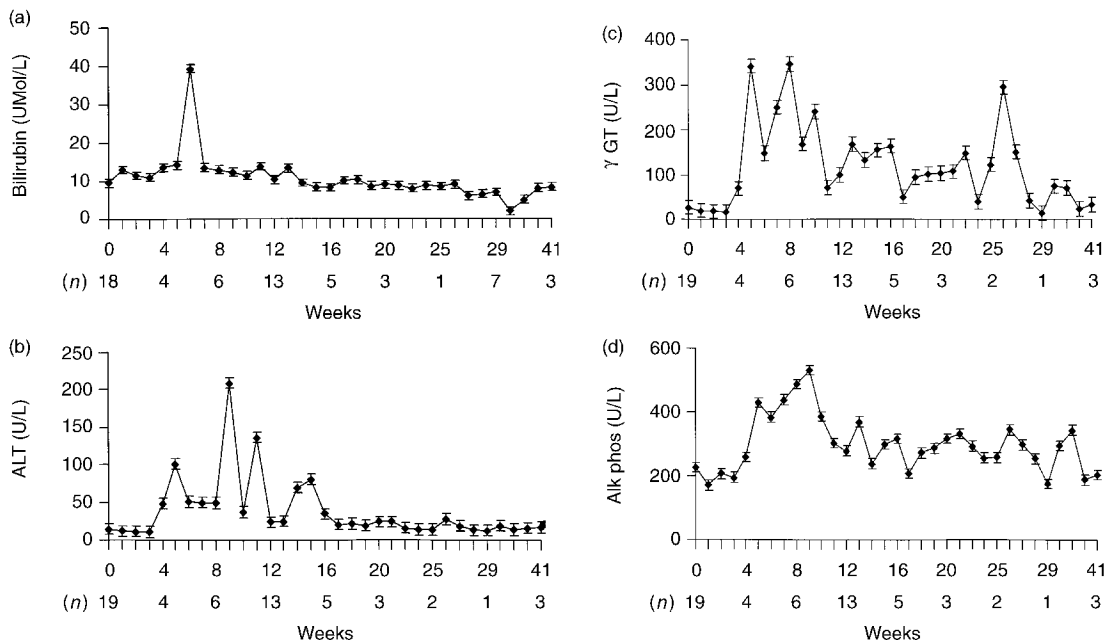 (a)
Bilirubin (UMol/L)
50
40
30
20
10
0
0 4 8 12 16 20 25 29 41
(n) 18 4 6 13 5 3 1 7 3
Weeks
(b)
ALT (U/L)
250
200
150
100
50
0
0 4 8 12 16 20 25 29 41
(n) 19 4 6 13 5 3 2 1 3
Weeks
(c)
γ GT (U/L)
400
300
200
100
0
0 4 8 12 16 20 25 29 41
(n) 19 4 6 13 5 3 2 1 3
Weeks
(d)
Alk phos (U/L)
600
400
200
0
0 4 8 12 16 20 25 29 41
(n) 19 4 6 13 5 3 2 1 3
Weeks